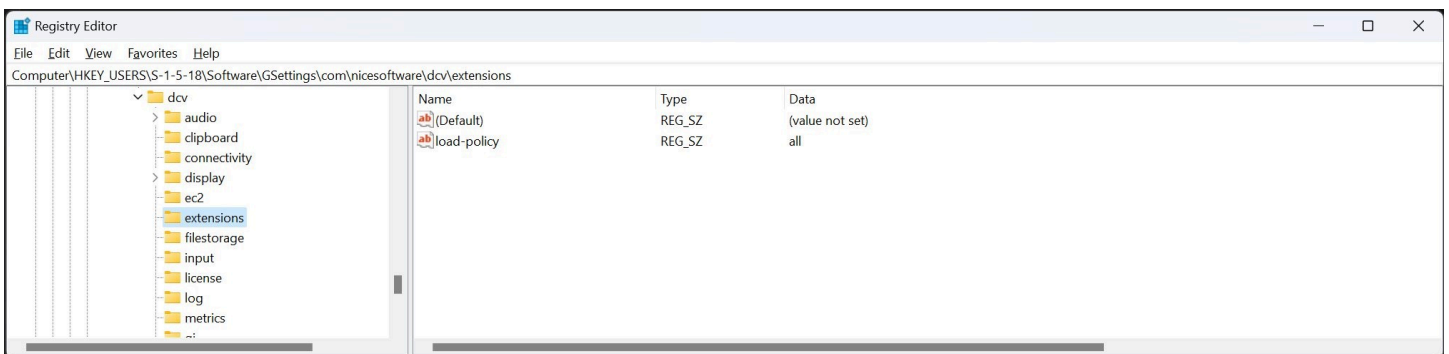 Registry Editor
File Edit View Favorites Help
Computer\HKEY_USERS\S-1-5-18\Software\GSettings\com\nicesoftware\dcv\extensions
dcv
audio
clipboard
connectivity
display
ec2
extensions
filestorage
input
license
log
metrics
Name Type Data
ab (Default) REG_SZ (value not set)
ab load-policy REG_SZ all